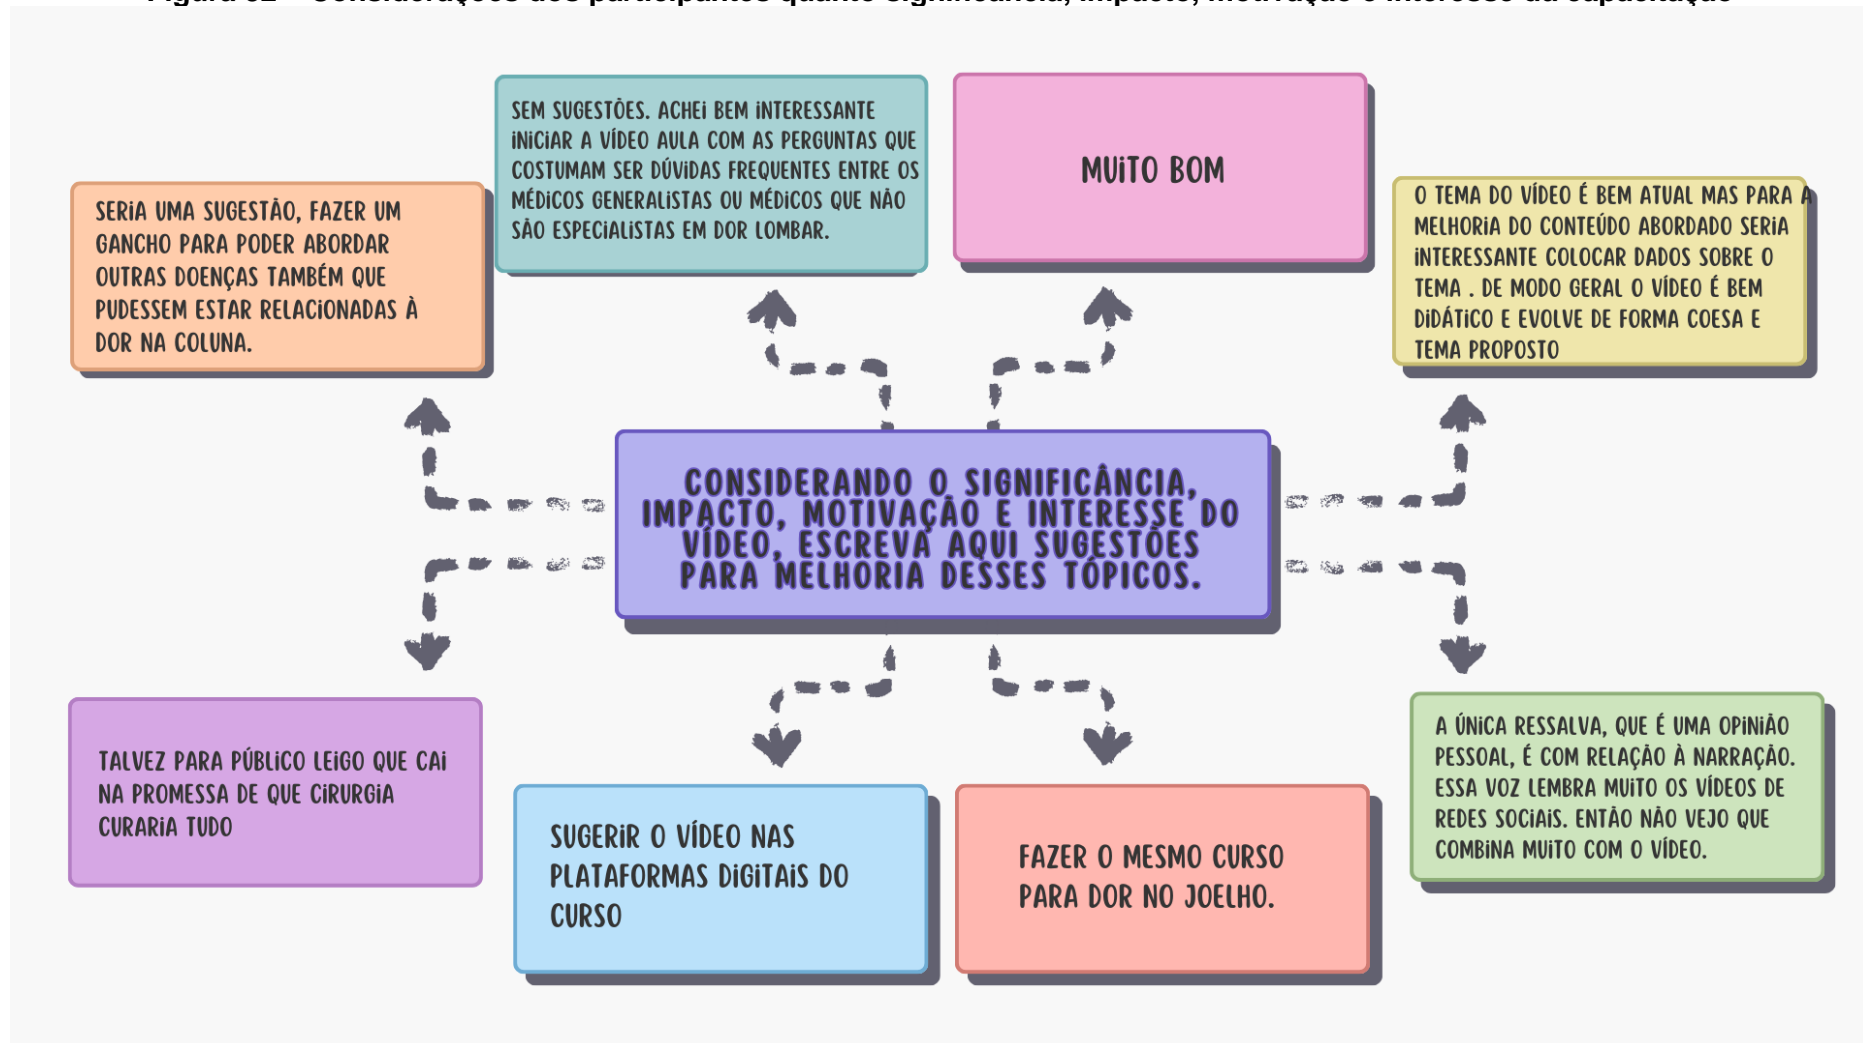 SERIA UMA SUGESTÃO, FAZER UM
GANCHO PARA PODER ABORDAR
OUTRAS DOENÇAS TAMBÉM QUE
PUDESSEM ESTAR RELACIONADAS À
DOR NA COLUNA.
SEM SUGESTÕES. ACHEI BEM INTERESSANTE
INICIAR A VÍDEO AULA COM AS PERGUNTAS QUE
COSTUMAM SER DÚVIDAS FREQUENTES ENTRE OS
MÉDICOS GENERALISTAS OU MÉDICOS QUE NÃO
SÃO ESPECIALISTAS EM DOR LOMBAR.
MUITO BOM
O TEMA DO VÍDEO É BEM ATUAL MAS PARA A
MELHORIA DO CONTEÚDO ABORDADO SERIA
INTERESSANTE COLOCAR DADOS SOBRE O
TEMA . DE MODO GERAL O VÍDEO É BEM
DIDÁTICO E EVOLVE DE FORMA COESA E
TEMA PROPOSTO
CONSIDERANDO O SIGNIFICÂNCIA,
IMPACTO, MOTIVAÇÃO E INTERESSE DO
VÍDEO, ESCREVA AQUI SUGESTÕES
PARA MELHORIA DESSES TÓPICOS.
TALVEZ PARA PÚBLICO LEIGO QUE CAI
NA PROMESSA DE QUE CIRURGIA
CURARIA TUDO
SUGERIR O VÍDEO NAS
PLATAFORMAS DIGITAIS DO
CURSO
FAZER O MESMO CURSO
PARA DOR NO JOELHO.
A ÚNICA RESSALVA, QUE É UMA OPINIÃO
PESSOAL, É COM RELAÇÃO À NARRAÇÃO.
ESSA VOZ LEMBRA MUITO OS VÍDEOS DE
REDES SOCIAIS. ENTÃO NÃO VEJO QUE
COMBINA MUITO COM O VÍDEO.